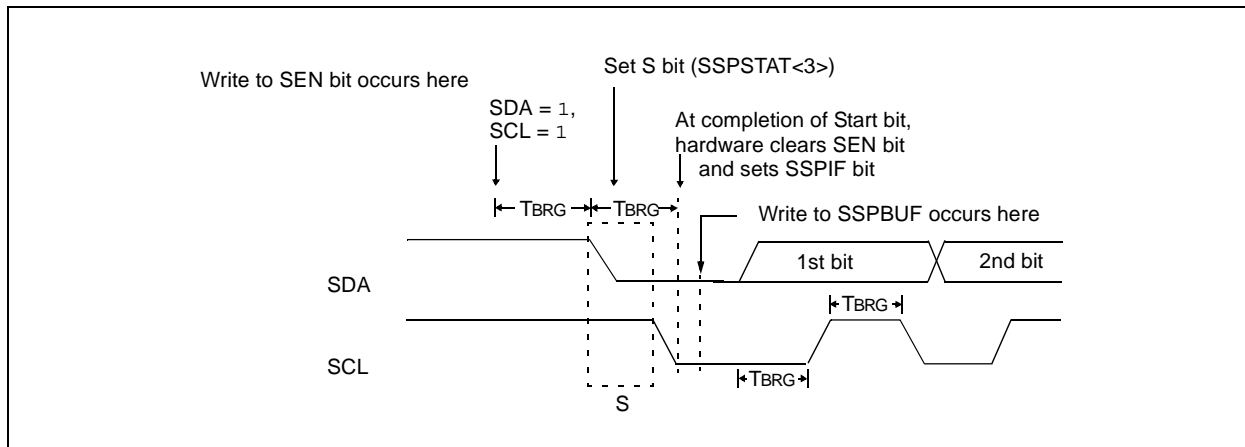 Write to SEN bit occurs here
Set S bit (SSPSTAT<3>)
SDA = 1,
SCL = 1
At completion of Start bit,
hardware clears SEN bit
and sets SSPIF bit
TBRG
TBRG
Write to SSPBUF occurs here
SDA
1st bit
2nd bit
TBRG
SCL
TBRG
S